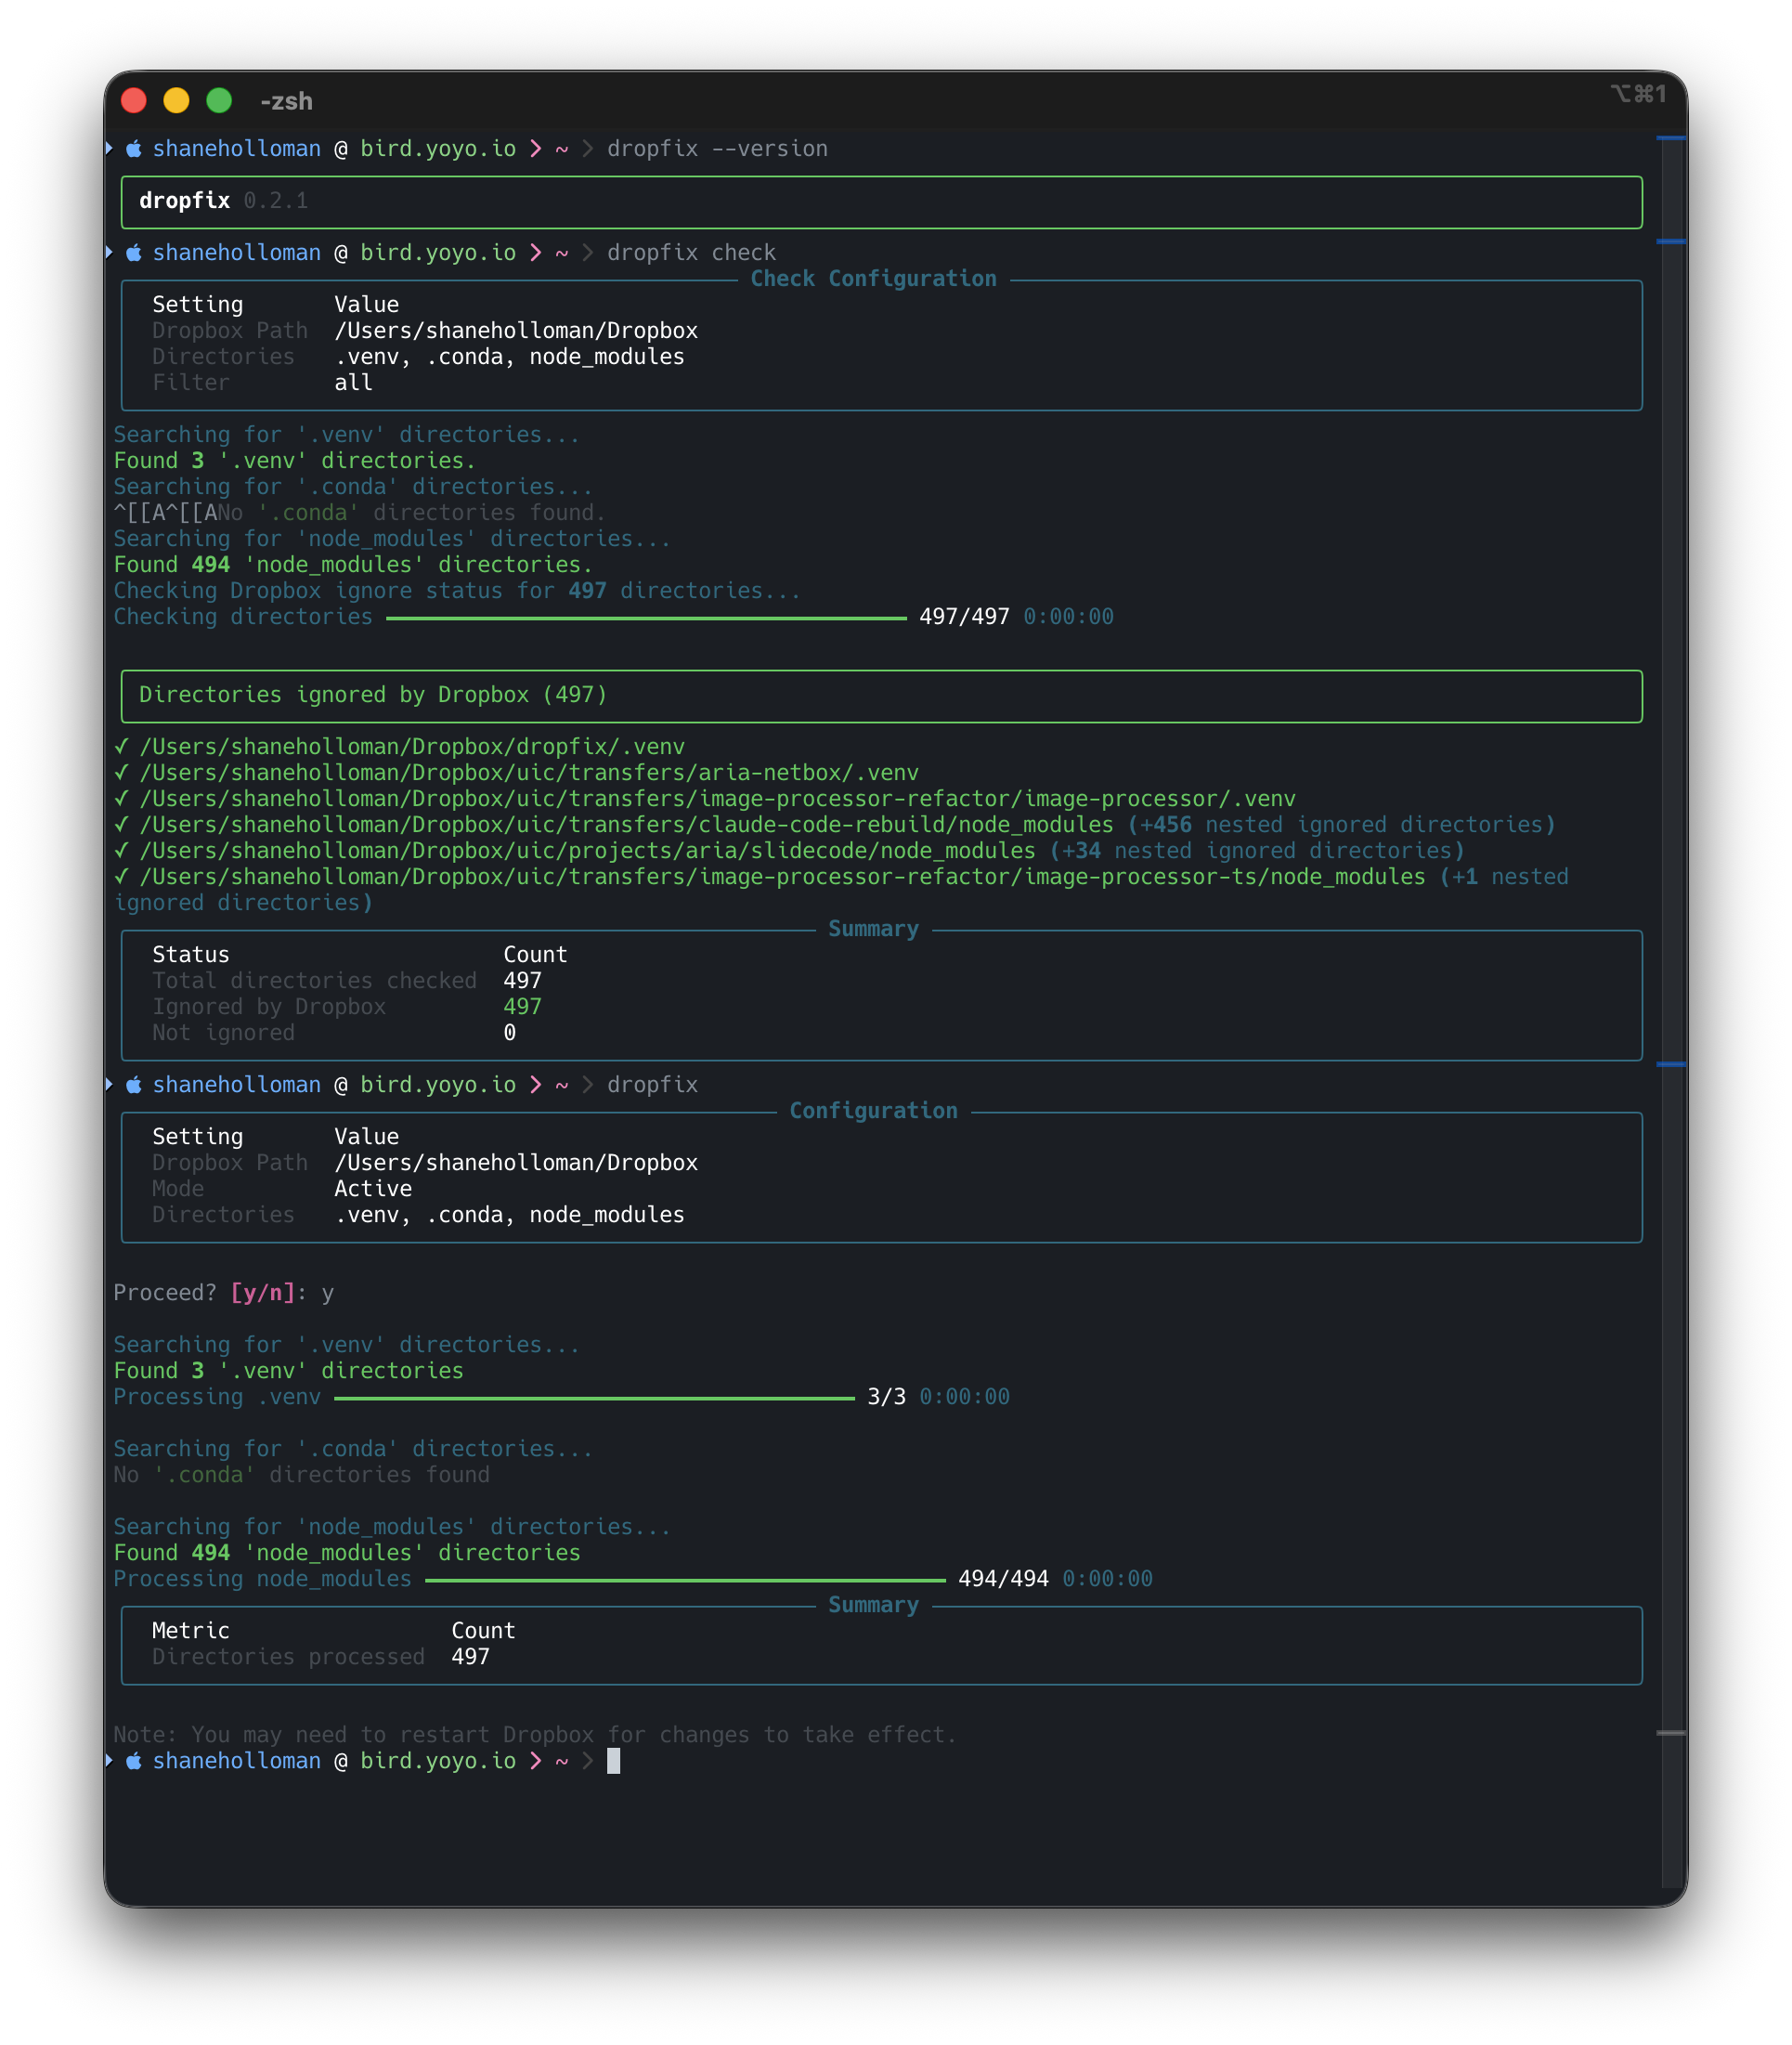 -zsh ⌥⌘1
shaneholloman @ bird.yoyo.io ❯ ~ ❯ dropfix --version
dropfix 0.2.1
shaneholloman @ bird.yoyo.io ❯ ~ ❯ dropfix check
Check Configuration
Setting Value
Dropbox Path /Users/shaneholloman/Dropbox
Directories .venv, .conda, node_modules
Filter all
Searching for '.venv' directories...
Found 3 '.venv' directories.
Searching for '.conda' directories...
^[[A^[[ANo '.conda' directories found.
Searching for 'node_modules' directories...
Found 494 'node_modules' directories.
Checking Dropbox ignore status for 497 directories...
Checking directories 497/497 0:00:00
Directories ignored by Dropbox (497)
✓ /Users/shaneholloman/Dropbox/dropfix/.venv
✓ /Users/shaneholloman/Dropbox/uic/transfers/aria-netbox/.venv
✓ /Users/shaneholloman/Dropbox/uic/transfers/image-processor-refactor/image-processor/.venv
✓ /Users/shaneholloman/Dropbox/uic/transfers/claude-code-rebuild/node_modules (+456 nested ignored directories)
✓ /Users/shaneholloman/Dropbox/uic/projects/aria/slidecode/node_modules (+34 nested ignored directories)
✓ /Users/shaneholloman/Dropbox/uic/transfers/image-processor-refactor/image-processor-ts/node_modules (+1 nested
ignored directories)
Summary
Status Count
Total directories checked 497
Ignored by Dropbox 497
Not ignored 0
shaneholloman @ bird.yoyo.io ❯ ~ ❯ dropfix
Configuration
Setting Value
Dropbox Path /Users/shaneholloman/Dropbox
Mode Active
Directories .venv, .conda, node_modules
Proceed? [y/n]: y
Searching for '.venv' directories...
Found 3 '.venv' directories
Processing .venv 3/3 0:00:00
Searching for '.conda' directories...
No '.conda' directories found
Searching for 'node_modules' directories...
Found 494 'node_modules' directories
Processing node_modules 494/494 0:00:00
Summary
Metric Count
Directories processed 497
Note: You may need to restart Dropbox for changes to take effect.
shaneholloman @ bird.yoyo.io ❯ ~ ❯